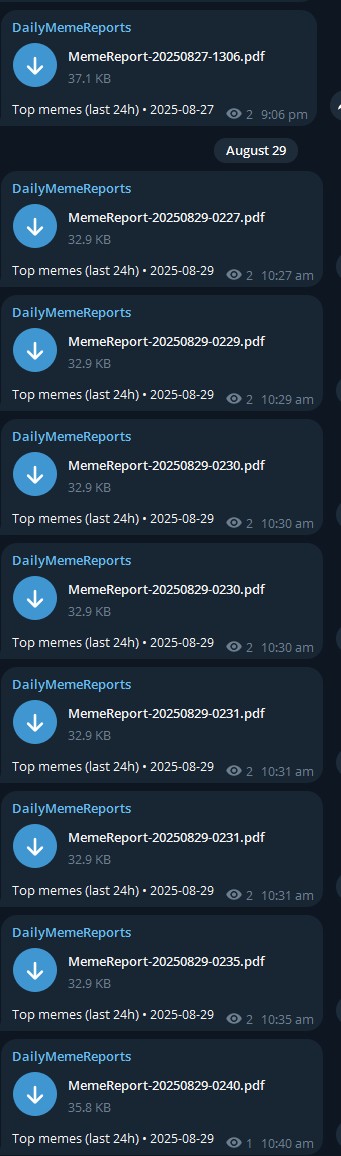 DailyMemeReports
MemeReport-20250827-1306.pdf
37.1 KB
Top memes (last 24h) • 2025-08-27 2 9:06 pm
August 29
DailyMemeReports
MemeReport-20250829-0227.pdf
32.9 KB
Top memes (last 24h) • 2025-08-29 2 10:27 am
DailyMemeReports
MemeReport-20250829-0229.pdf
32.9 KB
Top memes (last 24h) • 2025-08-29 2 10:29 am
DailyMemeReports
MemeReport-20250829-0230.pdf
32.9 KB
Top memes (last 24h) • 2025-08-29 2 10:30 am
DailyMemeReports
MemeReport-20250829-0230.pdf
32.9 KB
Top memes (last 24h) • 2025-08-29 2 10:30 am
DailyMemeReports
MemeReport-20250829-0231.pdf
32.9 KB
Top memes (last 24h) • 2025-08-29 2 10:31 am
DailyMemeReports
MemeReport-20250829-0231.pdf
32.9 KB
Top memes (last 24h) • 2025-08-29 2 10:31 am
DailyMemeReports
MemeReport-20250829-0235.pdf
32.9 KB
Top memes (last 24h) • 2025-08-29 2 10:35 am
DailyMemeReports
MemeReport-20250829-0240.pdf
35.8 KB
Top memes (last 24h) • 2025-08-29 1 10:40 am